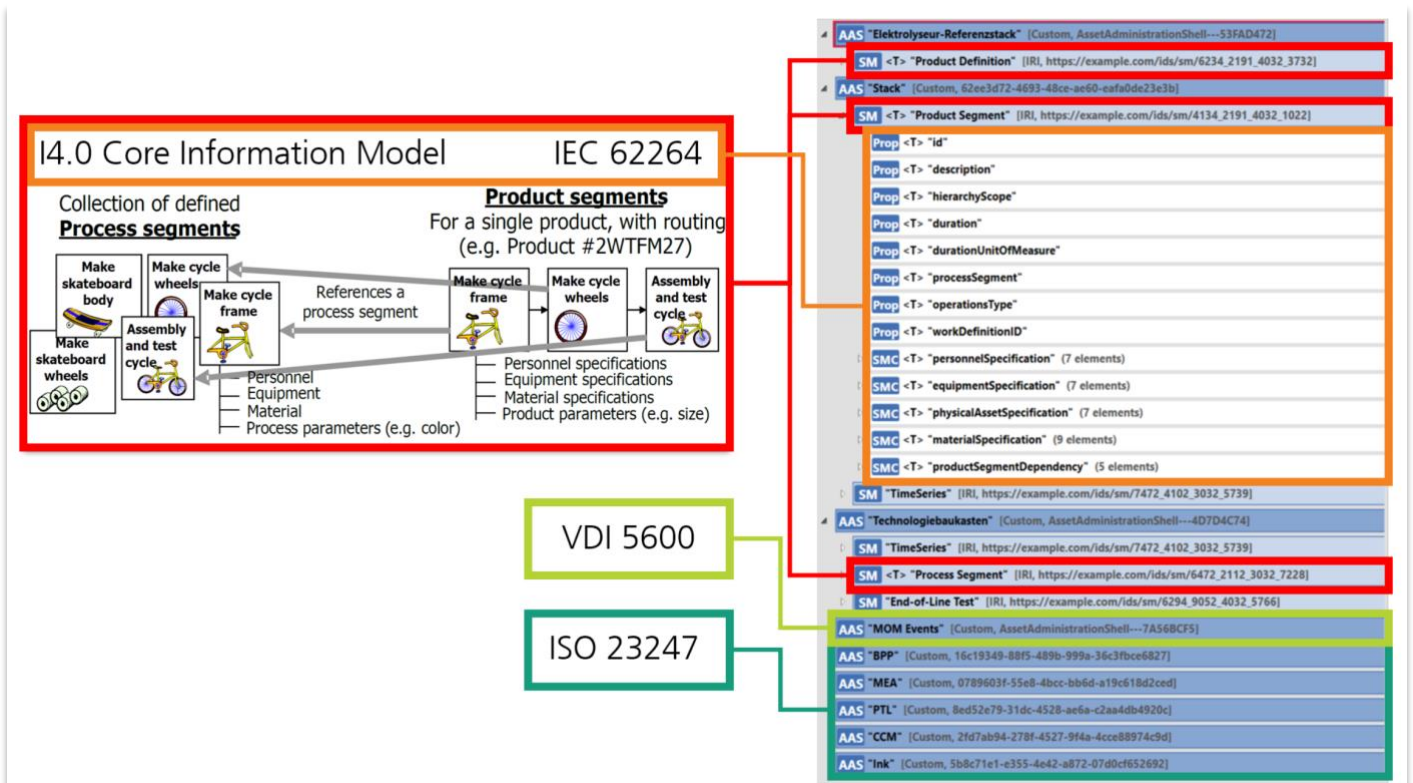 I4.0 Core Information Model IEC 62264
Collection of defined
Process segments
Product segments
For a single product, with routing
(e.g. Product #2WTFM27)
Make
skateboard
body
Make cycle
wheels
Make cycle
frame
Assembly
and test
cycle
Make
skateboard
wheels
References a
process segment
Make cycle
frame
Make cycle
wheels
Assembly
and test
cycle
Personnel
Equipment
Material
Process parameters (e.g. color)
Personnel specifications
Equipment specifications
Material specifications
Product parameters (e.g. size)
VDI 5600
ISO 23247
AAS "Elektrolyseur-Referenzstack" [Custom, AssetAdministrationShell---53FAD472]
SM <T> "Product Definition" [IRI, https://example.com/ids/sm/6234_2191_4032_3732]
AAS "Stack" [Custom, 62ee3d72-4693-48ce-ae60-eafa0de23e3b]
SM <T> "Product Segment" [IRI, https://example.com/ids/sm/4134_2191_4032_1022]
Prop <T> "id"
Prop <T> "description"
Prop <T> "hierarchyScope"
Prop <T> "duration"
Prop <T> "durationUnitOfMeasure"
Prop <T> "processSegment"
Prop <T> "operationsType"
Prop <T> "workDefinitionID"
SMC <T> "personnelSpecification" (7 elements)
SMC <T> "equipmentSpecification" (7 elements)
SMC <T> "physicalAssetSpecification" (7 elements)
SMC <T> "materialSpecification" (9 elements)
SMC <T> "productSegmentDependency" (5 elements)
SM "TimeSeries" [IRI, https://example.com/ids/sm/7472_4102_3032_5739]
AAS "Technologiebaukasten" [Custom, AssetAdministrationShell---4D7D4C74]
SM "TimeSeries" [IRI, https://example.com/ids/sm/7472_4102_3032_5739]
SM <T> "Process Segment" [IRI, https://example.com/ids/sm/6472_2112_3032_7228]
SM "End-of-Line Test" [IRI, https://example.com/ids/sm/6294_9052_4032_5766]
AAS "MOM Events" [Custom, AssetAdministrationShell---7A56BCF5]
AAS "BPP" [Custom, 16c19349-88f5-489b-999a-36c3fbce6827]
AAS "MEA" [Custom, 0789603f-55e8-4bcc-bb6d-a19c618d2ced]
AAS "PTL" [Custom, 8ed52e79-31dc-4528-ae6a-c2aa4db4920c]
AAS "CCM" [Custom, 2fd7ab94-278f-4527-9f4a-4cce88974c9d]
AAS "Ink" [Custom, 5b8c71e1-e355-4e42-a872-07d0cf652692]